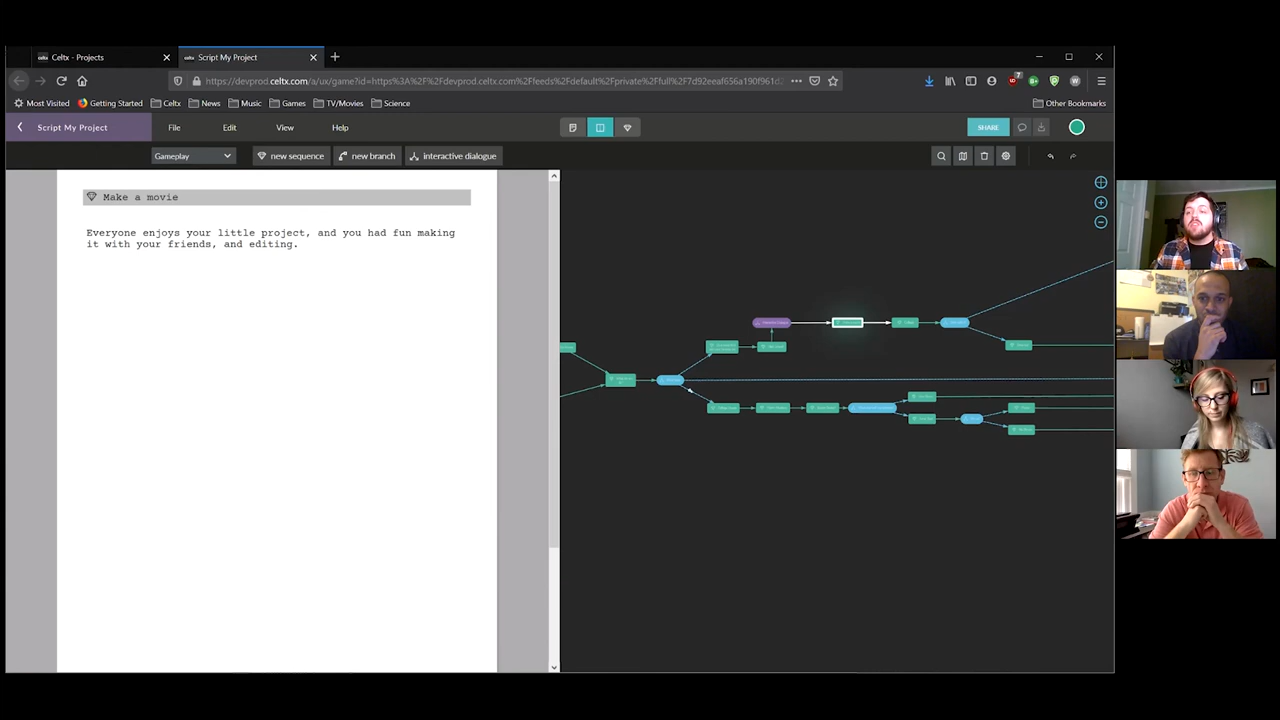 celtx Celtx - Projects
celtx Script My Project
https://devprod.celtx.com/a/ux/game?id=https%3A%2F%2Fdevprod.celtx.com%2Ffeeds%2Fdefault%2Fprivate%2Ffull%2F7d92eeaf656a190f961d
7
Most Visited Getting Started Celtx News Music Games TV/Movies Science Other Bookmarks
Script My Project File Edit View Help SHARE
Gameplay new sequence new branch interactive dialogue
Make a movie
Everyone enjoys your little project, and you had fun making
it with your friends, and editing.